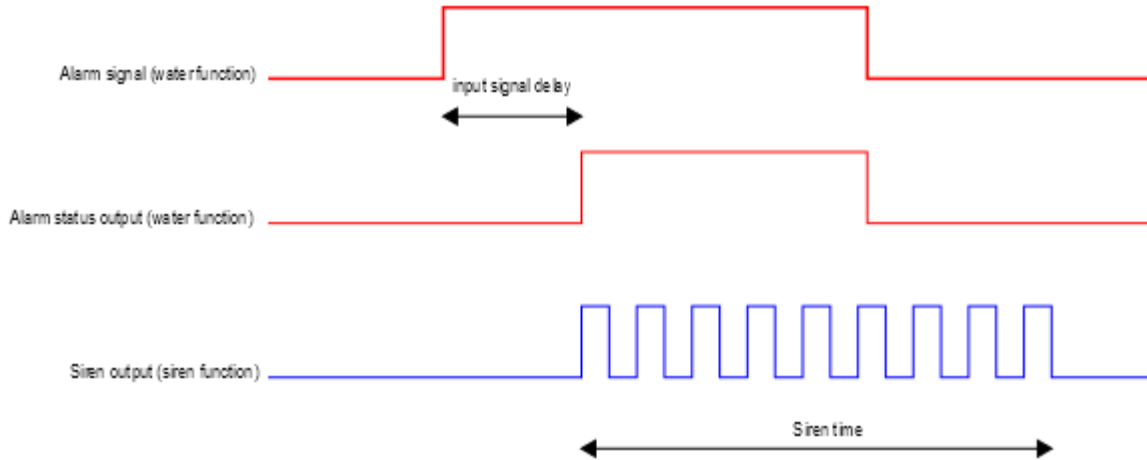 Alarm signal (water function)
input signal delay
Alarm status output (water function)
Siren output (siren function)
Siren time